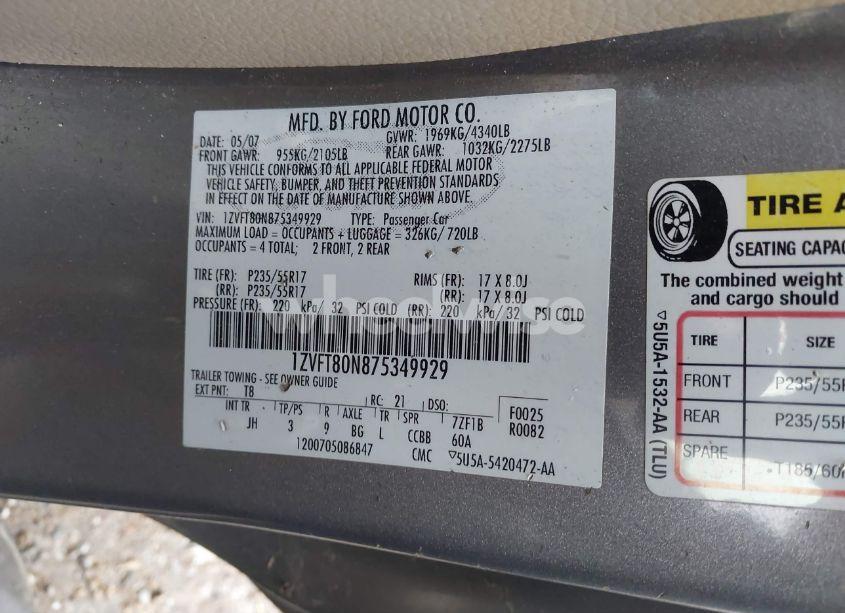 MFD. BY FORD MOTOR CO.
DATE: 05/07 GVWR: 1969KG/4340LB
FRONT GAWR: 955KG/2105LB REAR GAWR: 1032KG/2275LB
THIS VEHICLE CONFORMS TO ALL APPLICABLE FEDERAL MOTOR
VEHICLE SAFETY, BUMPER, AND THEFT PREVENTION STANDARDS
IN EFFECT ON THE DATE OF MANUFACTURE SHOWN ABOVE.
VIN: 1ZVFT80N875349929 TYPE: Passenger Car
MAXIMUM LOAD = OCCUPANTS + LUGGAGE = 326KG/720LB
OCCUPANTS = 4 TOTAL; 2 FRONT, 2 REAR
TIRE (FR): P235/55R17 RIMS (FR): 17 X 8.0J
(RR): P235/55R17 (RR): 17 X 8.0J
PRESSURE (FR): 220 kPa/ 32 PSI COLD (RR): 220 kPa/ 32 PSI COLD
wheelwise
1ZVFT80N875349929
TRAILER TOWING - SEE OWNER GUIDE
EXT PNT: T8 RC: 21 DSO: F0025
INT TR TP/PS R AXLE TR SPR 7ZF1B R0082
JH 3 9 BG L CCBB 60A
1200705086847 CMC ▽5U5A-5420472-AA
TIRE A
SEATING CAPAC
The combined weight
and cargo should
TIRE SIZE
FRONT P235/55R
REAR P235/55R
SPARE T185/60
▽5U5A-1532-AA (TLU)